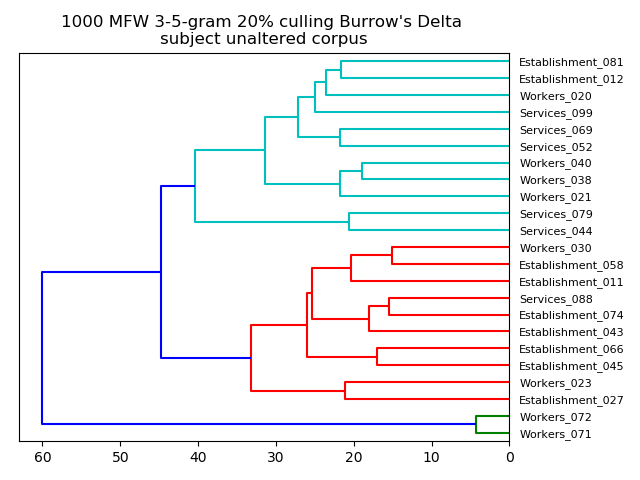 1000 MFW 3-5-gram 20% culling Burrow's Delta
subject unaltered corpus
Establishment_081
Establishment_012
Workers_020
Services_099
Services_069
Services_052
Workers_040
Workers_038
Workers_021
Services_079
Services_044
Workers_030
Establishment_058
Establishment_011
Services_088
Establishment_074
Establishment_043
Establishment_066
Establishment_045
Workers_023
Establishment_027
Workers_072
Workers_071
60 50 40 30 20 10 0